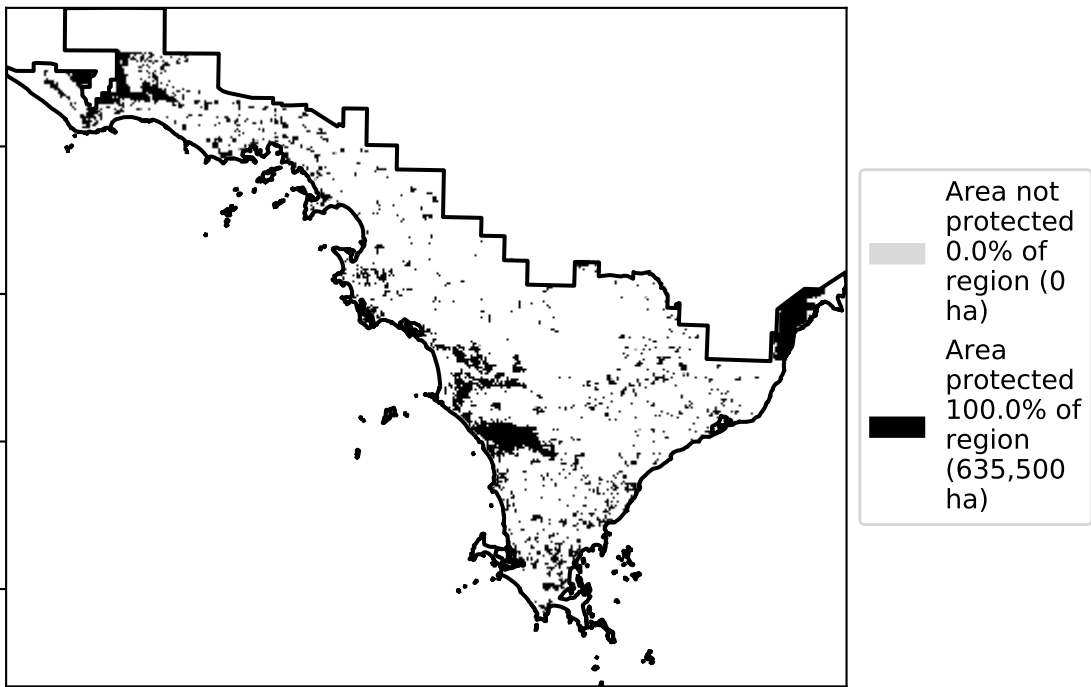 Area not
protected
0.0% of
region (0
ha)
Area
protected
100.0% of
region
(635,500
ha)